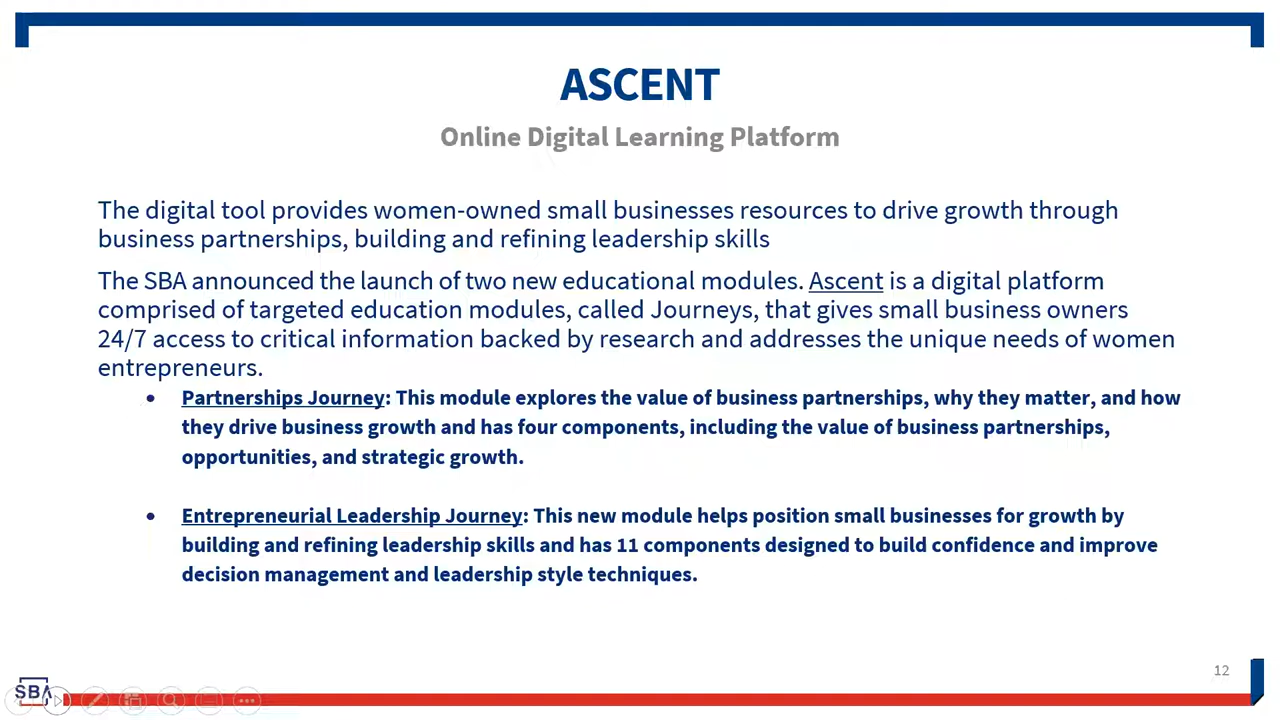 ASCENT
Online Digital Learning Platform
The digital tool provides women-owned small businesses resources to drive growth through
business partnerships, building and refining leadership skills
The SBA announced the launch of two new educational modules. Ascent is a digital platform
comprised of targeted education modules, called Journeys, that gives small business owners
24/7 access to critical information backed by research and addresses the unique needs of women
entrepreneurs.
• Partnerships Journey: This module explores the value of business partnerships, why they matter, and how
they drive business growth and has four components, including the value of business partnerships,
opportunities, and strategic growth.
• Entrepreneurial Leadership Journey: This new module helps position small businesses for growth by
building and refining leadership skills and has 11 components designed to build confidence and improve
decision management and leadership style techniques.
12
SBA